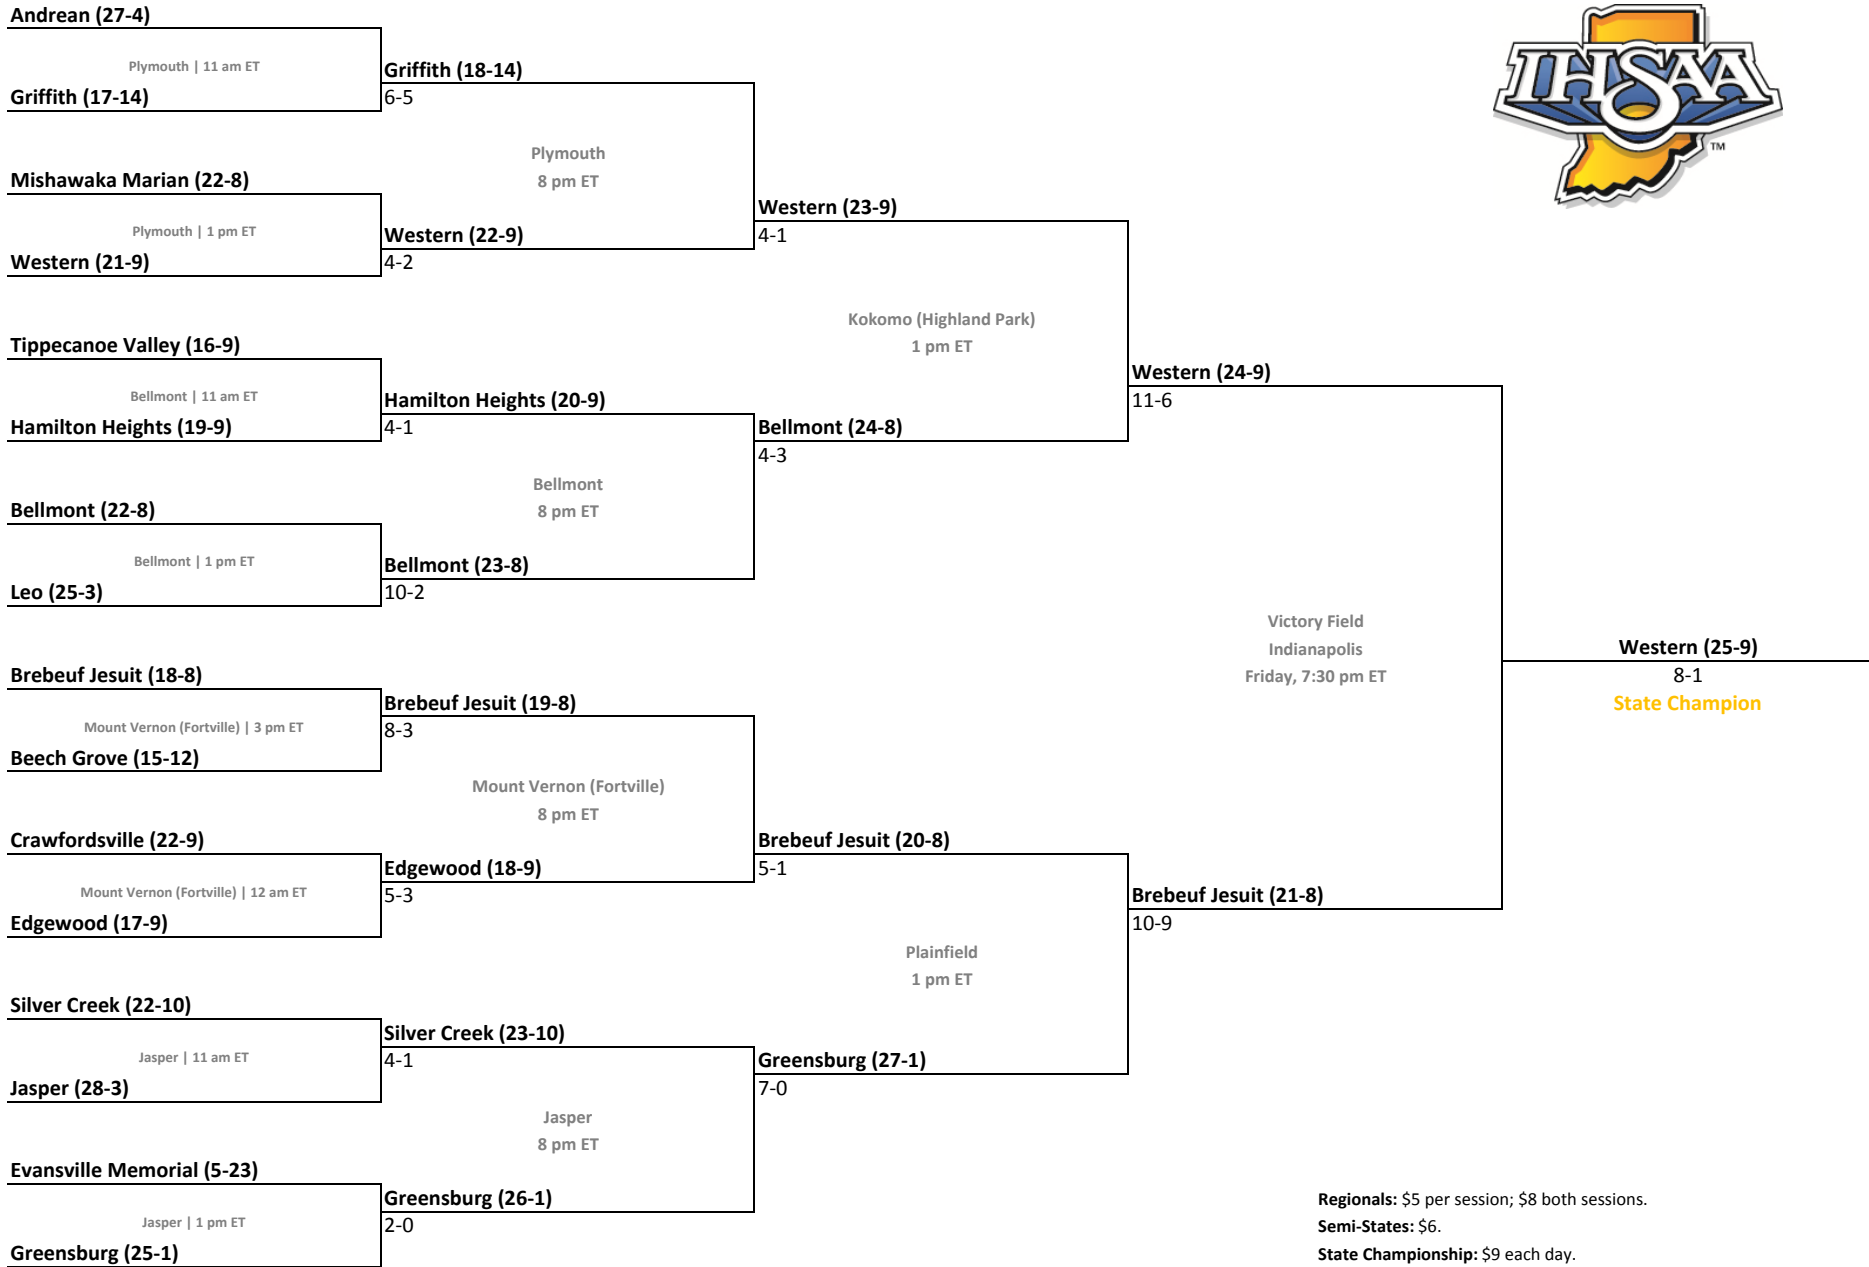 Andrean (27-4)
Plymouth | 11 am ET
Griffith (17-14)
Mishawaka Marian (22-8)
Plymouth | 1 pm ET
Western (21-9)
Tippecanoe Valley (16-9)
Bellmont | 11 am ET
Hamilton Heights (19-9)
Bellmont (22-8)
Bellmont | 1 pm ET
Leo (25-3)
Brebeuf Jesuit (18-8)
Mount Vernon (Fortville) | 3 pm ET
Beech Grove (15-12)
Crawfordsville (22-9)
Mount Vernon (Fortville) | 12 am ET
Edgewood (17-9)
Silver Creek (22-10)
Jasper | 11 am ET
Jasper (28-3)
Evansville Memorial (5-23)
Jasper | 1 pm ET
Greensburg (25-1)
Griffith (18-14)
6-5
Plymouth
8 pm ET
Western (22-9)
4-2
Hamilton Heights (20-9)
4-1
Bellmont
8 pm ET
Bellmont (23-8)
10-2
Brebeuf Jesuit (19-8)
8-3
Mount Vernon (Fortville)
8 pm ET
Edgewood (18-9)
5-3
Silver Creek (23-10)
4-1
Jasper
8 pm ET
Greensburg (26-1)
2-0
Western (23-9)
4-1
Kokomo (Highland Park)
1 pm ET
Bellmont (24-8)
4-3
Brebeuf Jesuit (20-8)
5-1
Plainfield
1 pm ET
Greensburg (27-1)
7-0
Western (24-9)
11-6
Victory Field
Indianapolis
Friday, 7:30 pm ET
Brebeuf Jesuit (21-8)
10-9
IHSAA
TM
Western (25-9)
8-1
State Champion
Regionals: $5 per session; $8 both sessions.
Semi-States: $6.
State Championship: $9 each day.